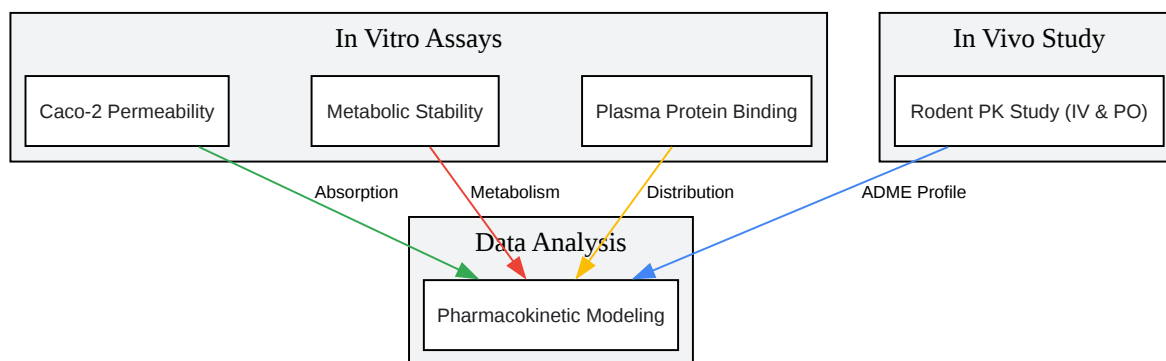 In Vitro Assays
In Vivo Study
Caco-2 Permeability
Metabolic Stability
Plasma Protein Binding
Rodent PK Study (IV & PO)
Absorption
Metabolism
Distribution
ADME Profile
Data Analysis
Pharmacokinetic Modeling